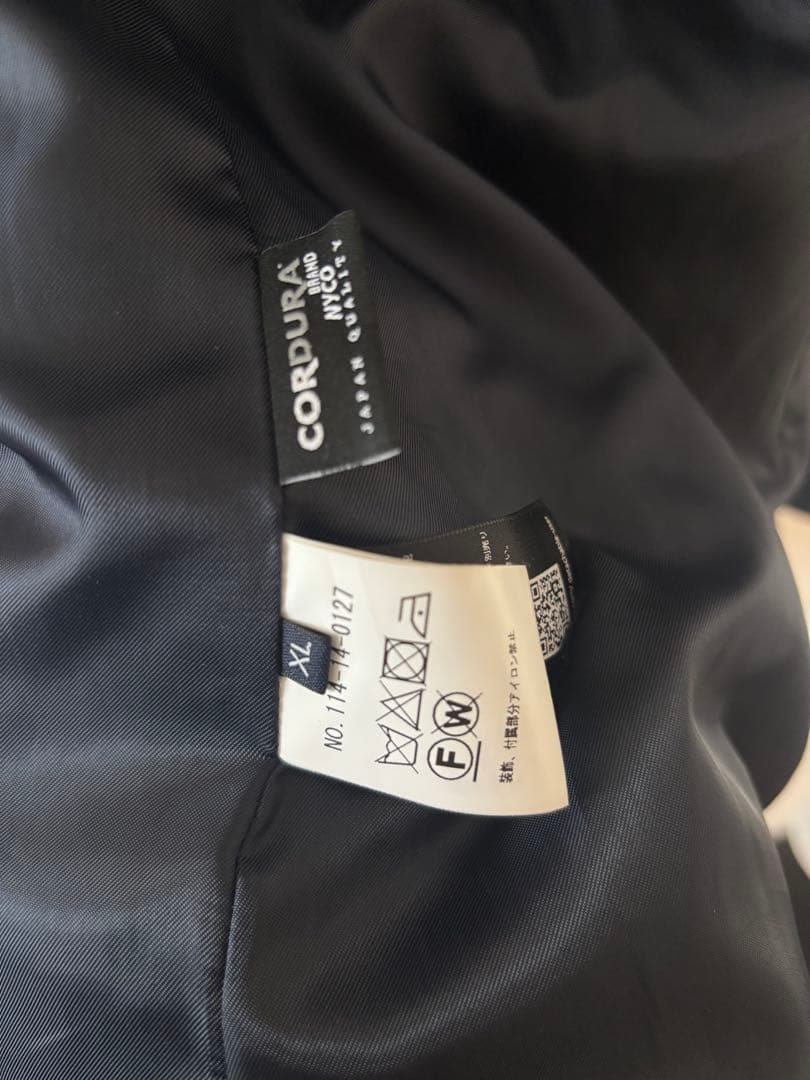 CORDURA®
BRAND
NYCO
JAPAN QUALITY
XL
NO. 114-14-0127
F W
装飾、付属部分アイロン禁止